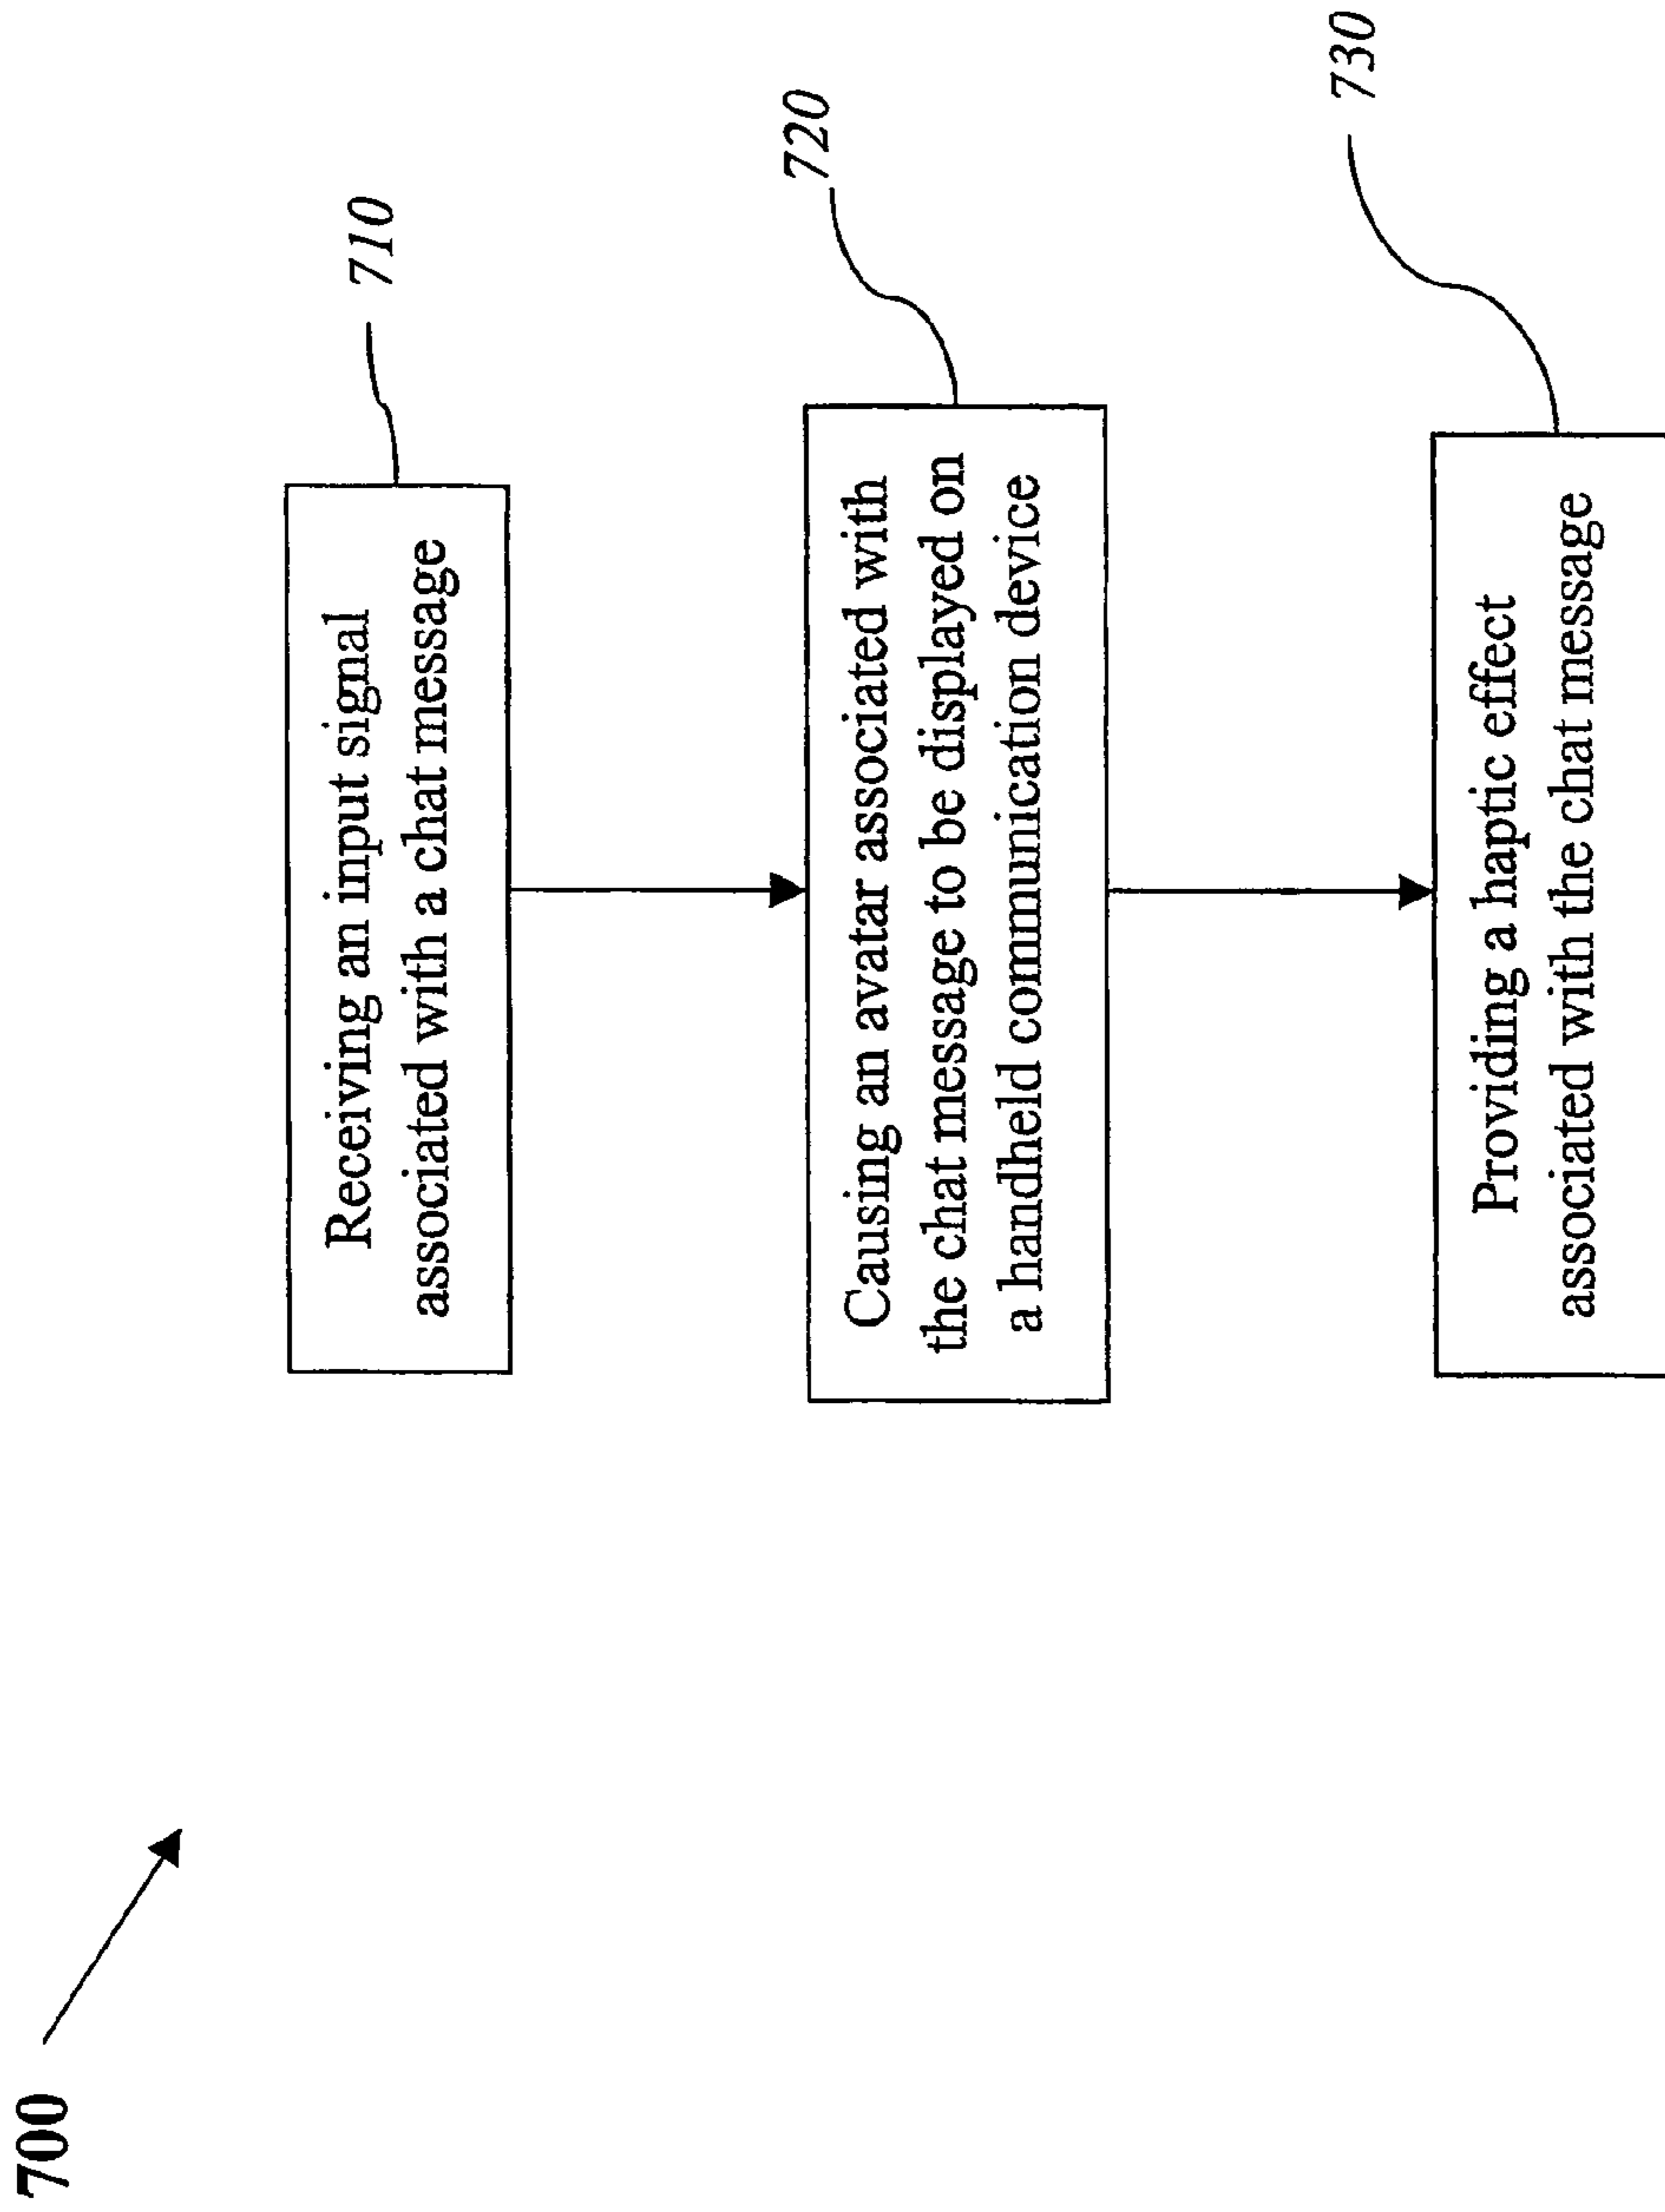 700
710
Receiving an input signal
associated with a chat message
720
Causing an avatar associated with
the chat message to be displayed on
a handheld communication device
730
Providing a haptic effect
associated with the chat message